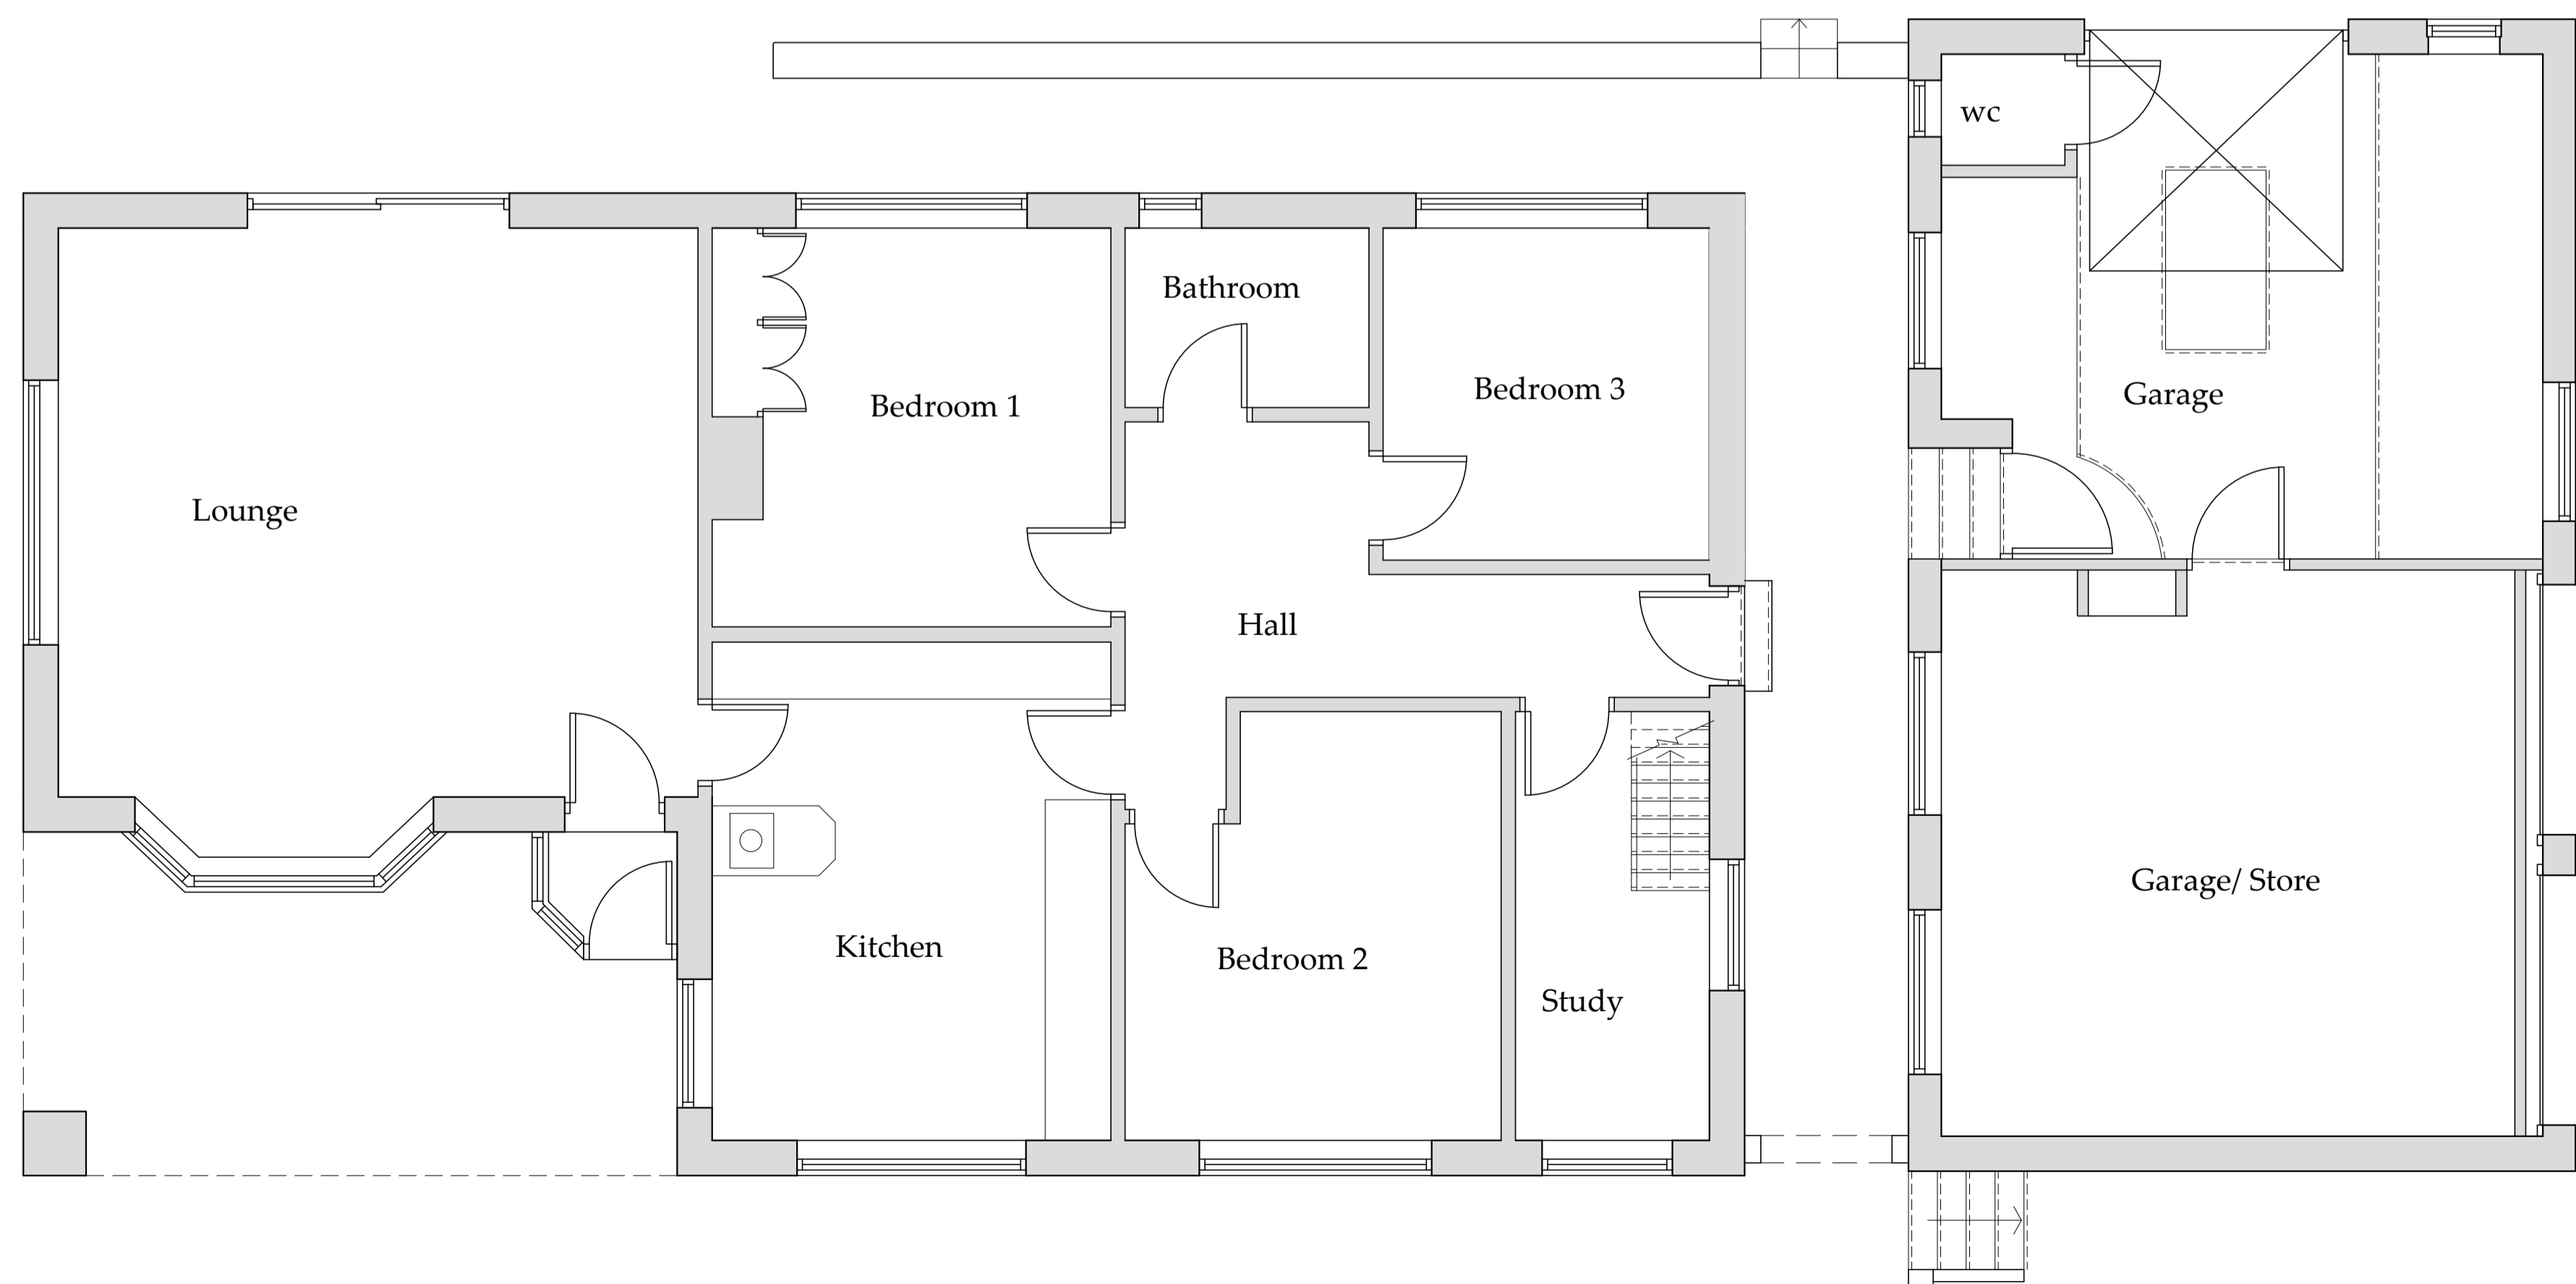 wc
Bathroom
Bedroom 3
Garage
Bedroom 1
Lounge
Hall
Garage/ Store
Kitchen
Bedroom 2
Study